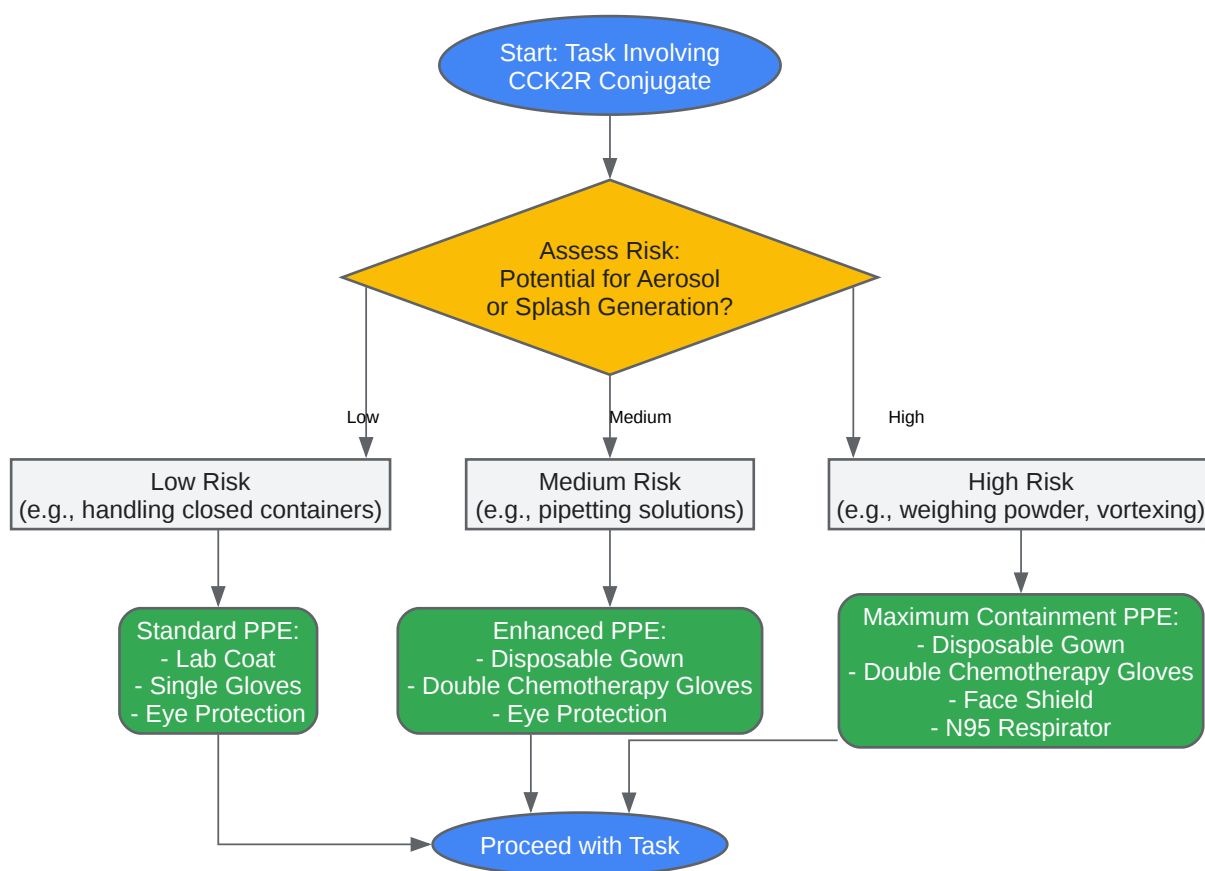 Start: Task Involving
CCK2R Conjugate
Assess Risk:
Potential for Aerosol
or Splash Generation?
Low
Medium
High
Low Risk
(e.g., handling closed containers)
Medium Risk
(e.g., pipetting solutions)
High Risk
(e.g., weighing powder, vortexing)
Standard PPE:
- Lab Coat
- Single Gloves
- Eye Protection
Enhanced PPE:
- Disposable Gown
- Double Chemotherapy Gloves
- Eye Protection
Maximum Containment PPE:
- Disposable Gown
- Double Chemotherapy Gloves
- Face Shield
- N95 Respirator
Proceed with Task